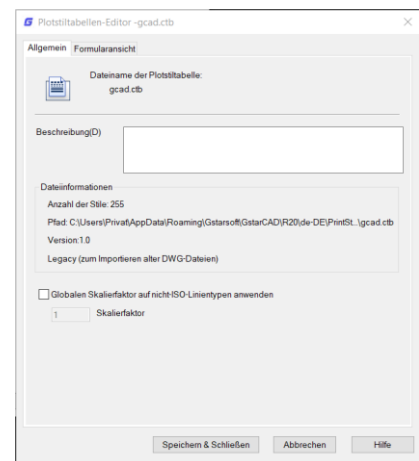 Plotstiltabellen-Editor -gcad.ctb
Allgemein Formularansicht
Dateiname der Plotstiltabelle:
gcad.ctb
Beschreibung(D)
Dateiinformationen
Anzahl der Stile: 255
Pfad: C:\Users\Privat\AppData\Roaming\Gstarsoft\GstarCAD\R20\de-DE\PrintSt...\gcad.ctb
Version:1.0
Legacy (zum Importieren alter DWG-Dateien)
Globalen Skalierfaktor auf nicht-ISO-Linientypen anwenden
1 Skalierfaktor
Speichern & Schließen Abbrechen Hilfe